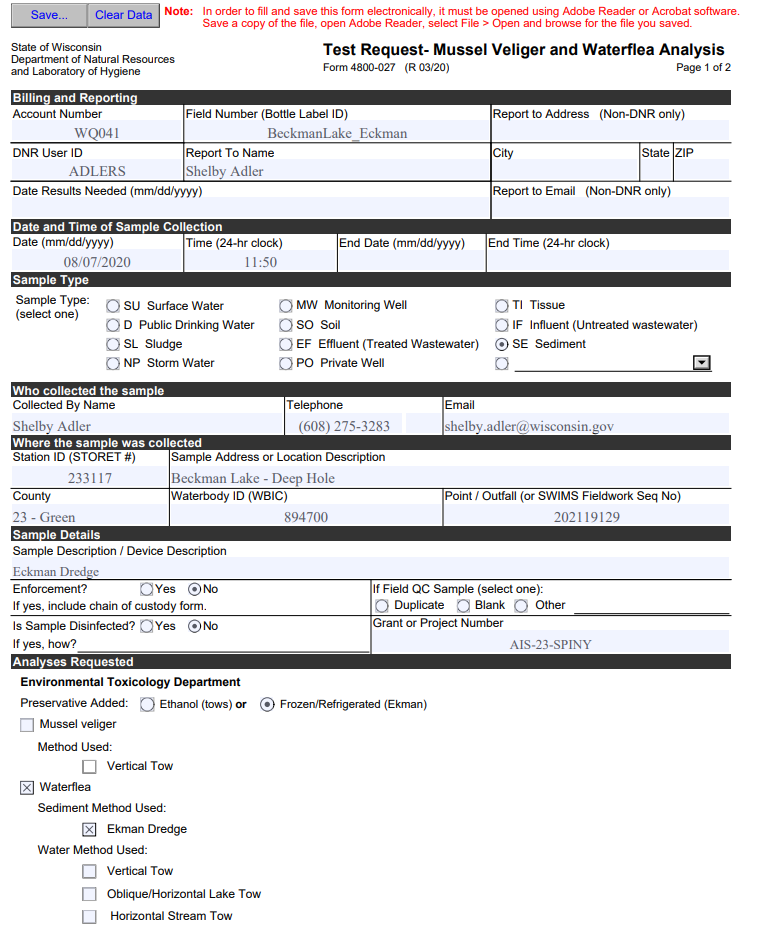 Save... Clear Data Note: In order to fill and save this form electronically, it must be opened using Adobe Reader or Acrobat software.
Save a copy of the file, open Adobe Reader, select File > Open and browse for the file you saved.
State of Wisconsin
Department of Natural Resources
and Laboratory of Hygiene
Test Request- Mussel Veliger and Waterflea Analysis
Form 4800-027 (R 03/20) Page 1 of 2
Billing and Reporting
Account Number Field Number (Bottle Label ID) Report to Address (Non-DNR only)
WQ041 BeckmanLake_Eckman
DNR User ID Report To Name City State ZIP
ADLERS Shelby Adler
Date Results Needed (mm/dd/yyyy) Report to Email (Non-DNR only)
Date and Time of Sample Collection
Date (mm/dd/yyyy) Time (24-hr clock) End Date (mm/dd/yyyy) End Time (24-hr clock)
08/07/2020 11:50
Sample Type
Sample Type:
(select one)
SU Surface Water MW Monitoring Well TI Tissue
D Public Drinking Water SO Soil IF Influent (Untreated wastewater)
SL Sludge EF Effluent (Treated Wastewater) SE Sediment
NP Storm Water PO Private Well
Who collected the sample
Collected By Name Telephone Email
Shelby Adler (608) 275-3283 shelby.adler@wisconsin.gov
Where the sample was collected
Station ID (STORET #) Sample Address or Location Description
233117 Beckman Lake - Deep Hole
County Waterbody ID (WBIC) Point / Outfall (or SWIMS Fieldwork Seq No)
23 - Green 894700 202119129
Sample Details
Sample Description / Device Description
Eckman Dredge
Enforcement? Yes No If Field QC Sample (select one):
If yes, include chain of custody form. Duplicate Blank Other
Is Sample Disinfected? Yes No Grant or Project Number
If yes, how? AIS-23-SPINY
Analyses Requested
Environmental Toxicology Department
Preservative Added: Ethanol (tows) or Frozen/Refrigerated (Ekman)
Mussel veliger
Method Used:
Vertical Tow
Waterflea
Sediment Method Used:
Ekman Dredge
Water Method Used:
Vertical Tow
Oblique/Horizontal Lake Tow
Horizontal Stream Tow